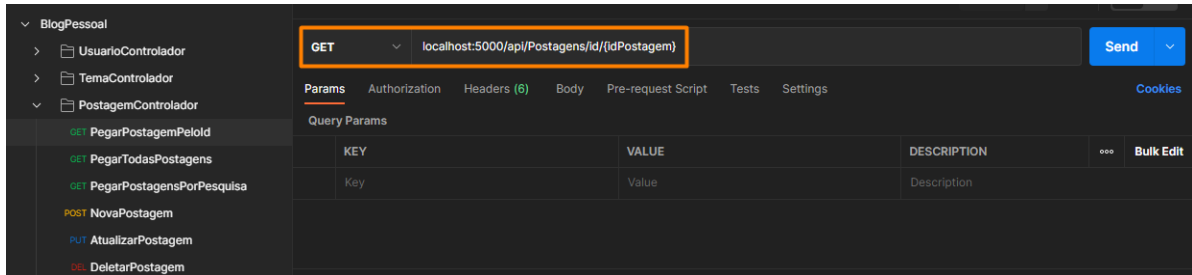 BlogPessoal
UsuarioControlador
TemaControlador
PostagemControlador
GET PegarPostagemPeloId
GET PegarTodasPostagens
GET PegarPostagensPorPesquisa
POST NovaPostagem
PUT AtualizarPostagem
DEL DeletarPostagem
GET localhost:5000/api/Postagens/id/{idPostagem} Send
Params Authorization Headers (6) Body Pre-request Script Tests Settings Cookies
Query Params
KEY VALUE DESCRIPTION ooo Bulk Edit
Key Value Description